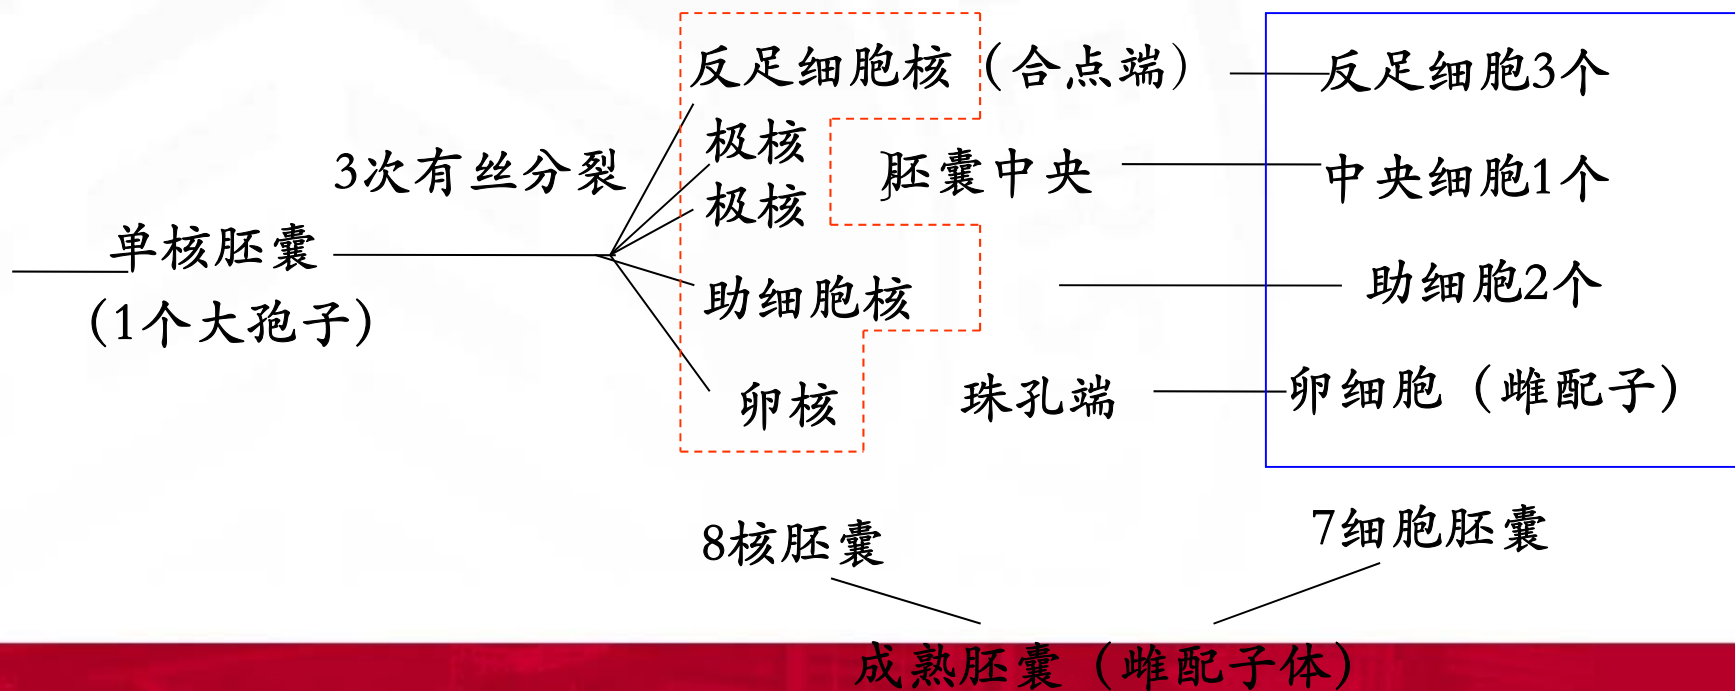 反足细胞核（合点端）
反足细胞3个
极核
3次有丝分裂
胚囊中央
中央细胞1个
极核
单核胚囊
助细胞核
助细胞2个
（1个大孢子）
卵核
珠孔端
卵细胞（雌配子）
8核胚囊
7细胞胚囊
成熟胚囊（雌配子体）